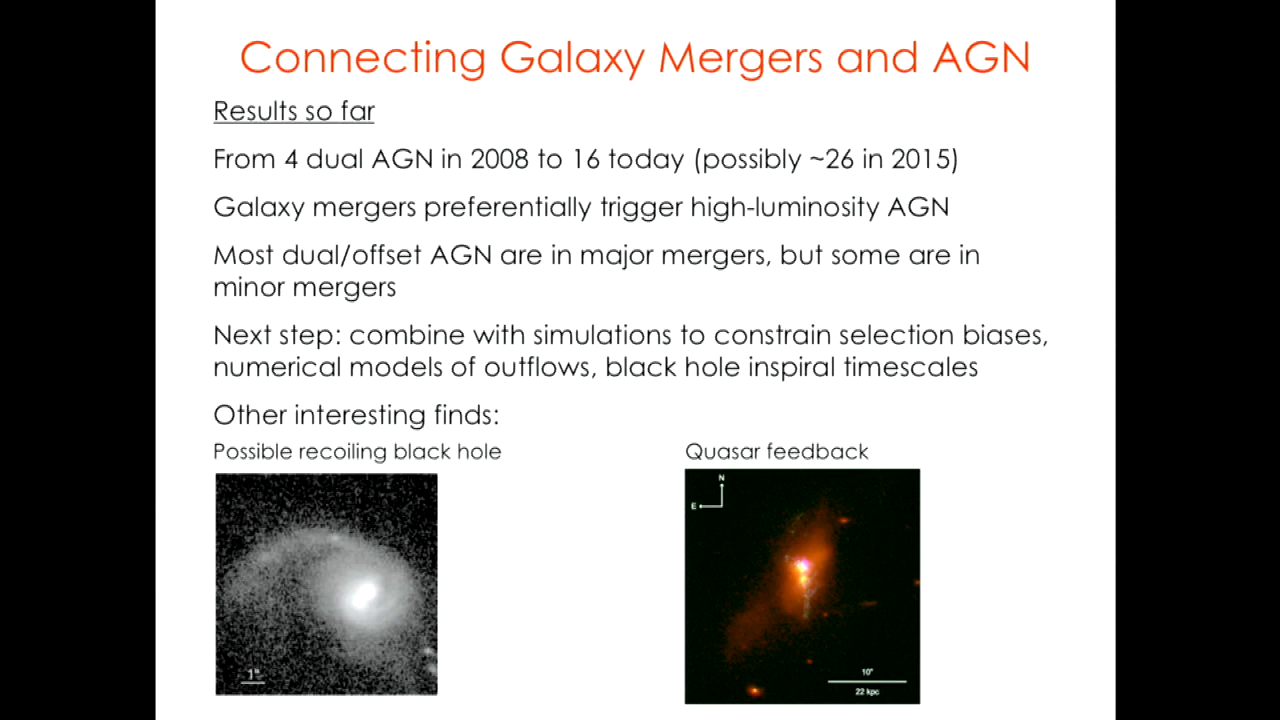 Connecting Galaxy Mergers and AGN
Results so far
From 4 dual AGN in 2008 to 16 today (possibly ~26 in 2015)
Galaxy mergers preferentially trigger high-luminosity AGN
Most dual/offset AGN are in major mergers, but some are in
minor mergers
Next step: combine with simulations to constrain selection biases,
numerical models of outflows, black hole inspiral timescales
Other interesting finds:
Possible recoiling black hole
Quasar feedback
N
E
1"
10"
22 kpc